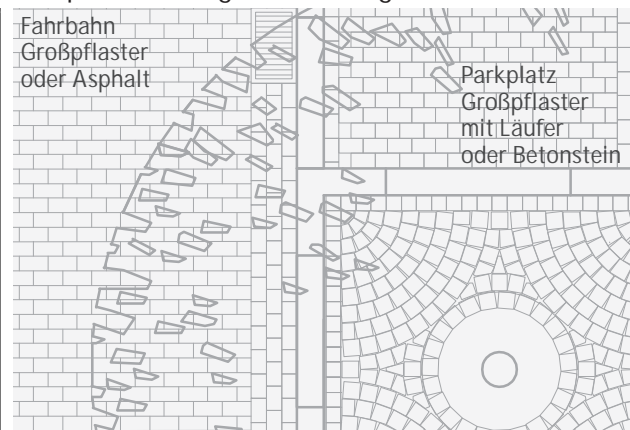 Fahrbahn
Großpflaster
oder Asphalt
Parkplatz
Großpflaster
mit Läufer
oder Betonstein